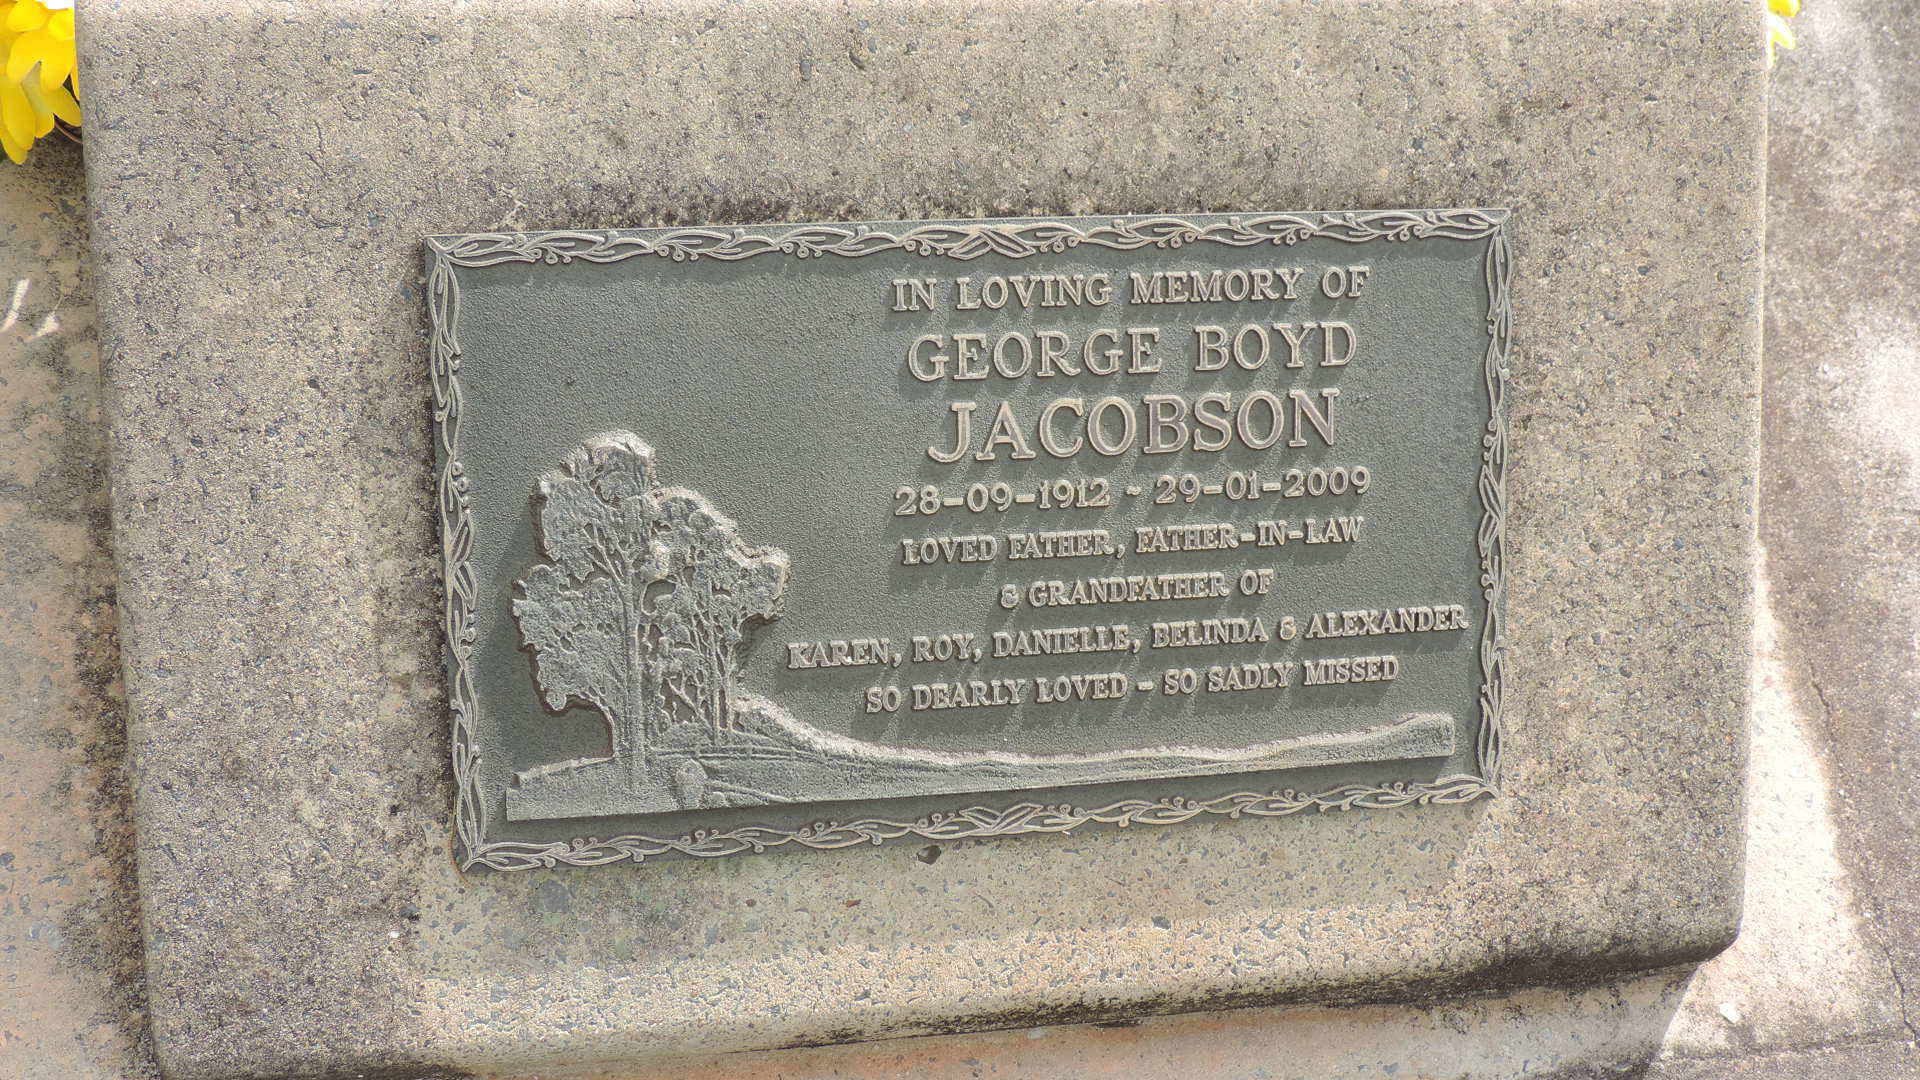 IN LOVING MEMORY OF
GEORGE BOYD
JACOBSON
28-09-1912 ~ 29-01-2009
LOVED FATHER, FATHER-IN-LAW
& GRANDFATHER OF
KAREN, ROY, DANIELLE, BELINDA & ALEXANDER
SO DEARLY LOVED - SO SADLY MISSED